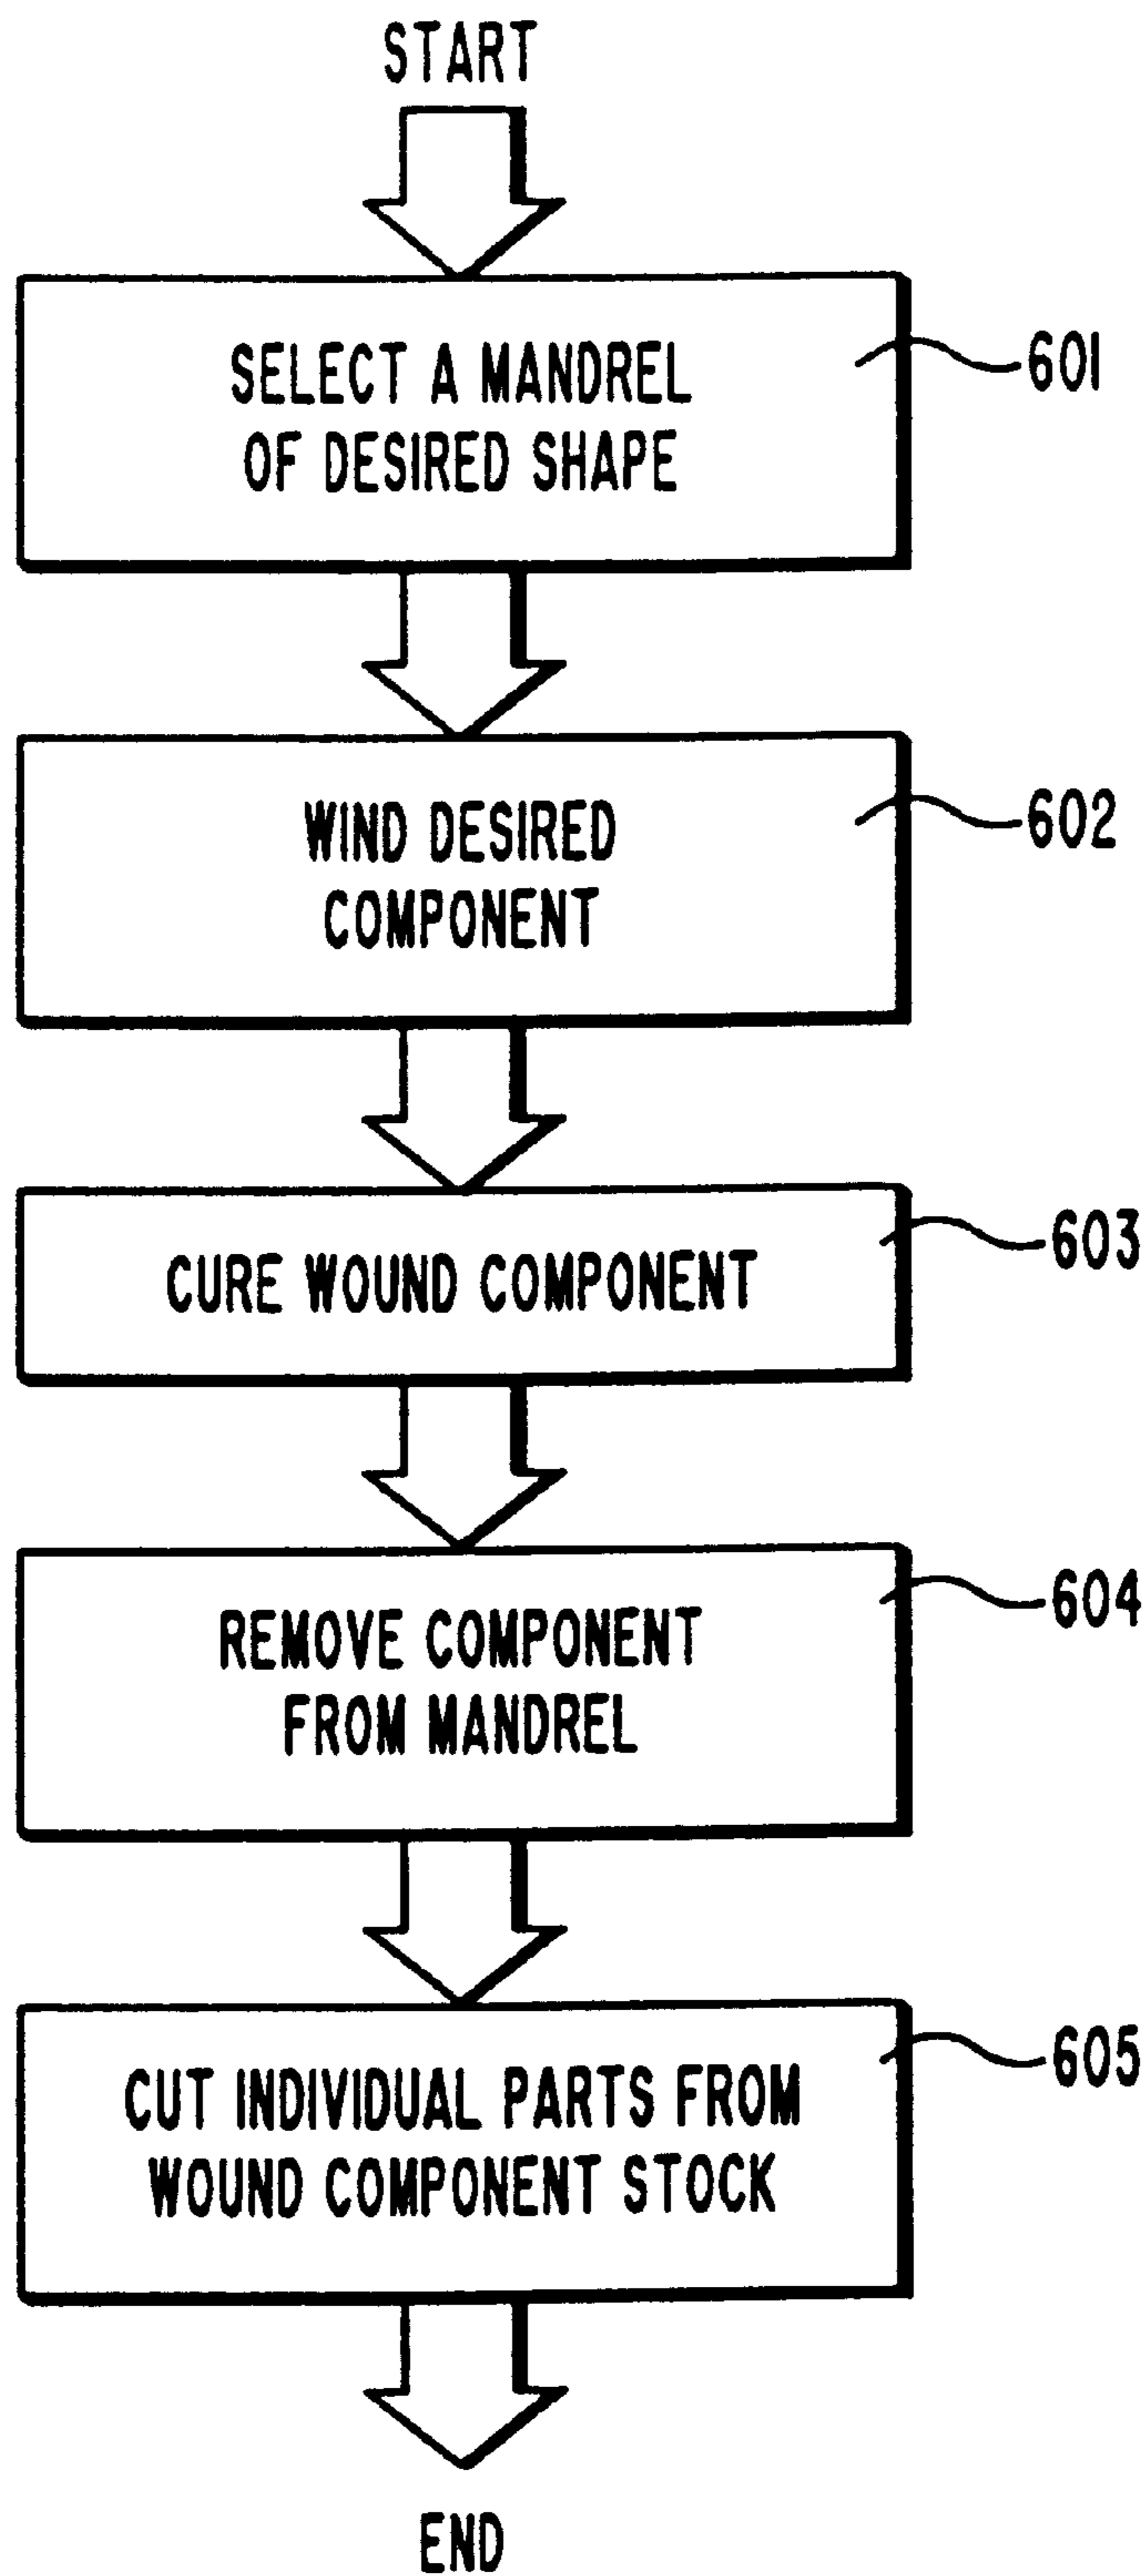 START
SELECT A MANDREL
OF DESIRED SHAPE
601
WIND DESIRED
COMPONENT
602
CURE WOUND COMPONENT
603
REMOVE COMPONENT
FROM MANDREL
604
CUT INDIVIDUAL PARTS FROM
WOUND COMPONENT STOCK
605
END